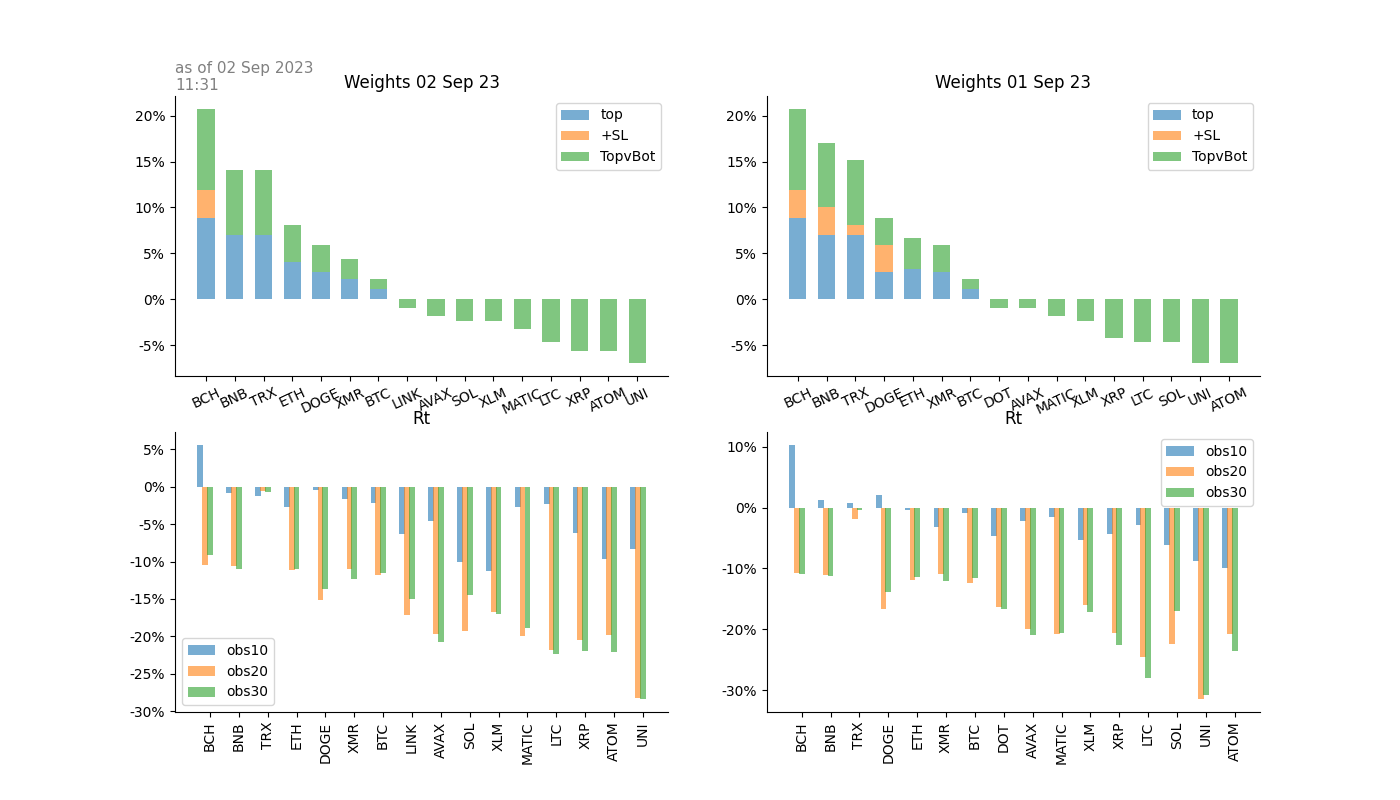 as of 02 Sep 2023
11:31
Weights 02 Sep 23
20%
15%
10%
5%
0%
-5%
top
+SL
TopvBot
BCH BNB TRX ETH DOGE XMR BTC LINK AVAX SOL XLM MATIC LTC XRP ATOM UNI
Weights 01 Sep 23
20%
15%
10%
5%
0%
-5%
top
+SL
TopvBot
BCH BNB TRX DOGE ETH XMR BTC DOT AVAX MATIC XLM XRP LTC SOL UNI ATOM
Rt
5%
0%
-5%
-10%
-15%
-20%
-25%
-30%
obs10
obs20
obs30
BCH BNB TRX ETH DOGE XMR BTC LINK AVAX SOL XLM MATIC LTC XRP ATOM UNI
Rt
10%
0%
-10%
-20%
-30%
obs10
obs20
obs30
BCH BNB TRX DOGE ETH XMR BTC DOT AVAX MATIC XLM XRP LTC SOL UNI ATOM